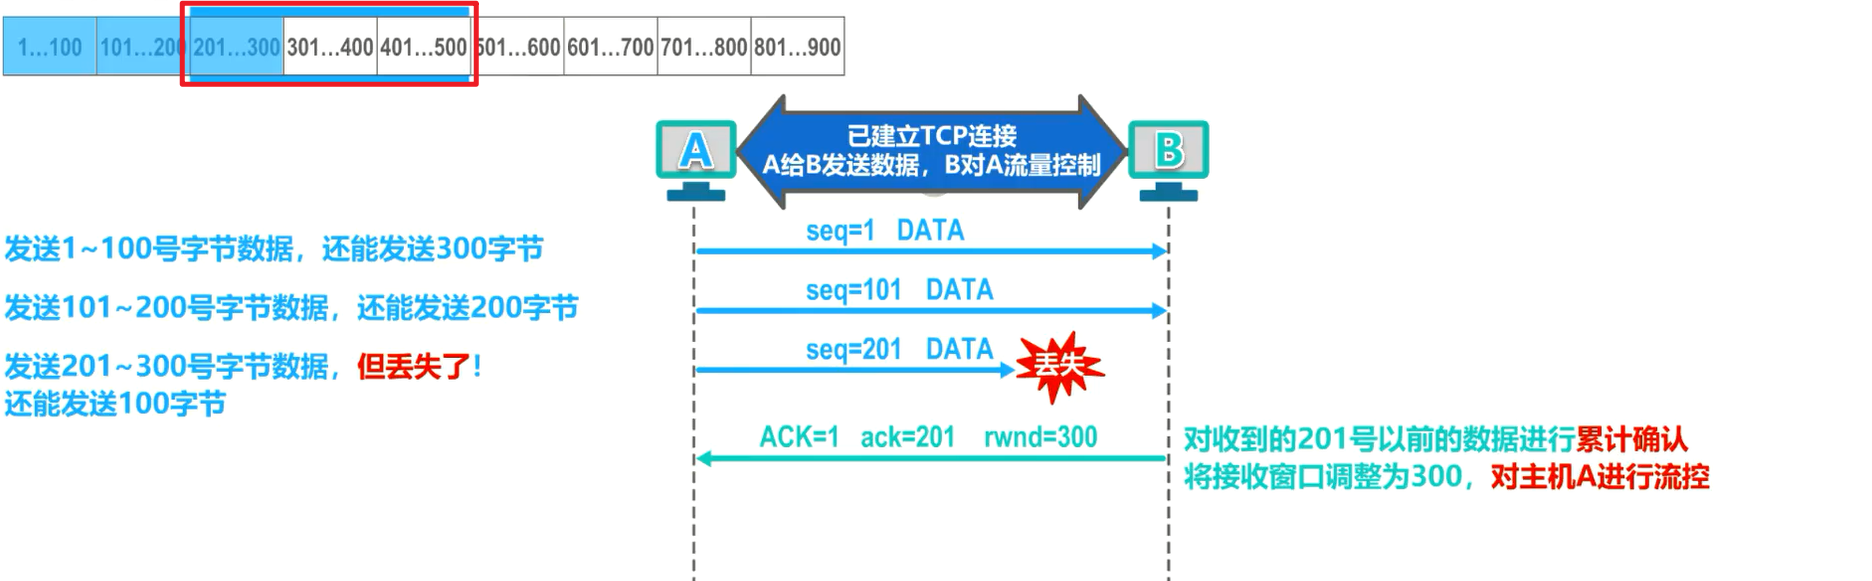 1...100 101...200 201...300 301...400 401...500 501...600 601...700 701...800 801...900
A
已建立TCP连接
A给B发送数据，B对A流量控制
B
seq=1 DATA
发送1~100号字节数据，还能发送300字节
seq=101 DATA
发送101~200号字节数据，还能发送200字节
seq=201 DATA
丢失
发送201~300号字节数据，但丢失了！
还能发送100字节
ACK=1 ack=201 rwnd=300
对收到的201号以前的数据进行累计确认
将接收窗口调整为300，对主机A进行流控